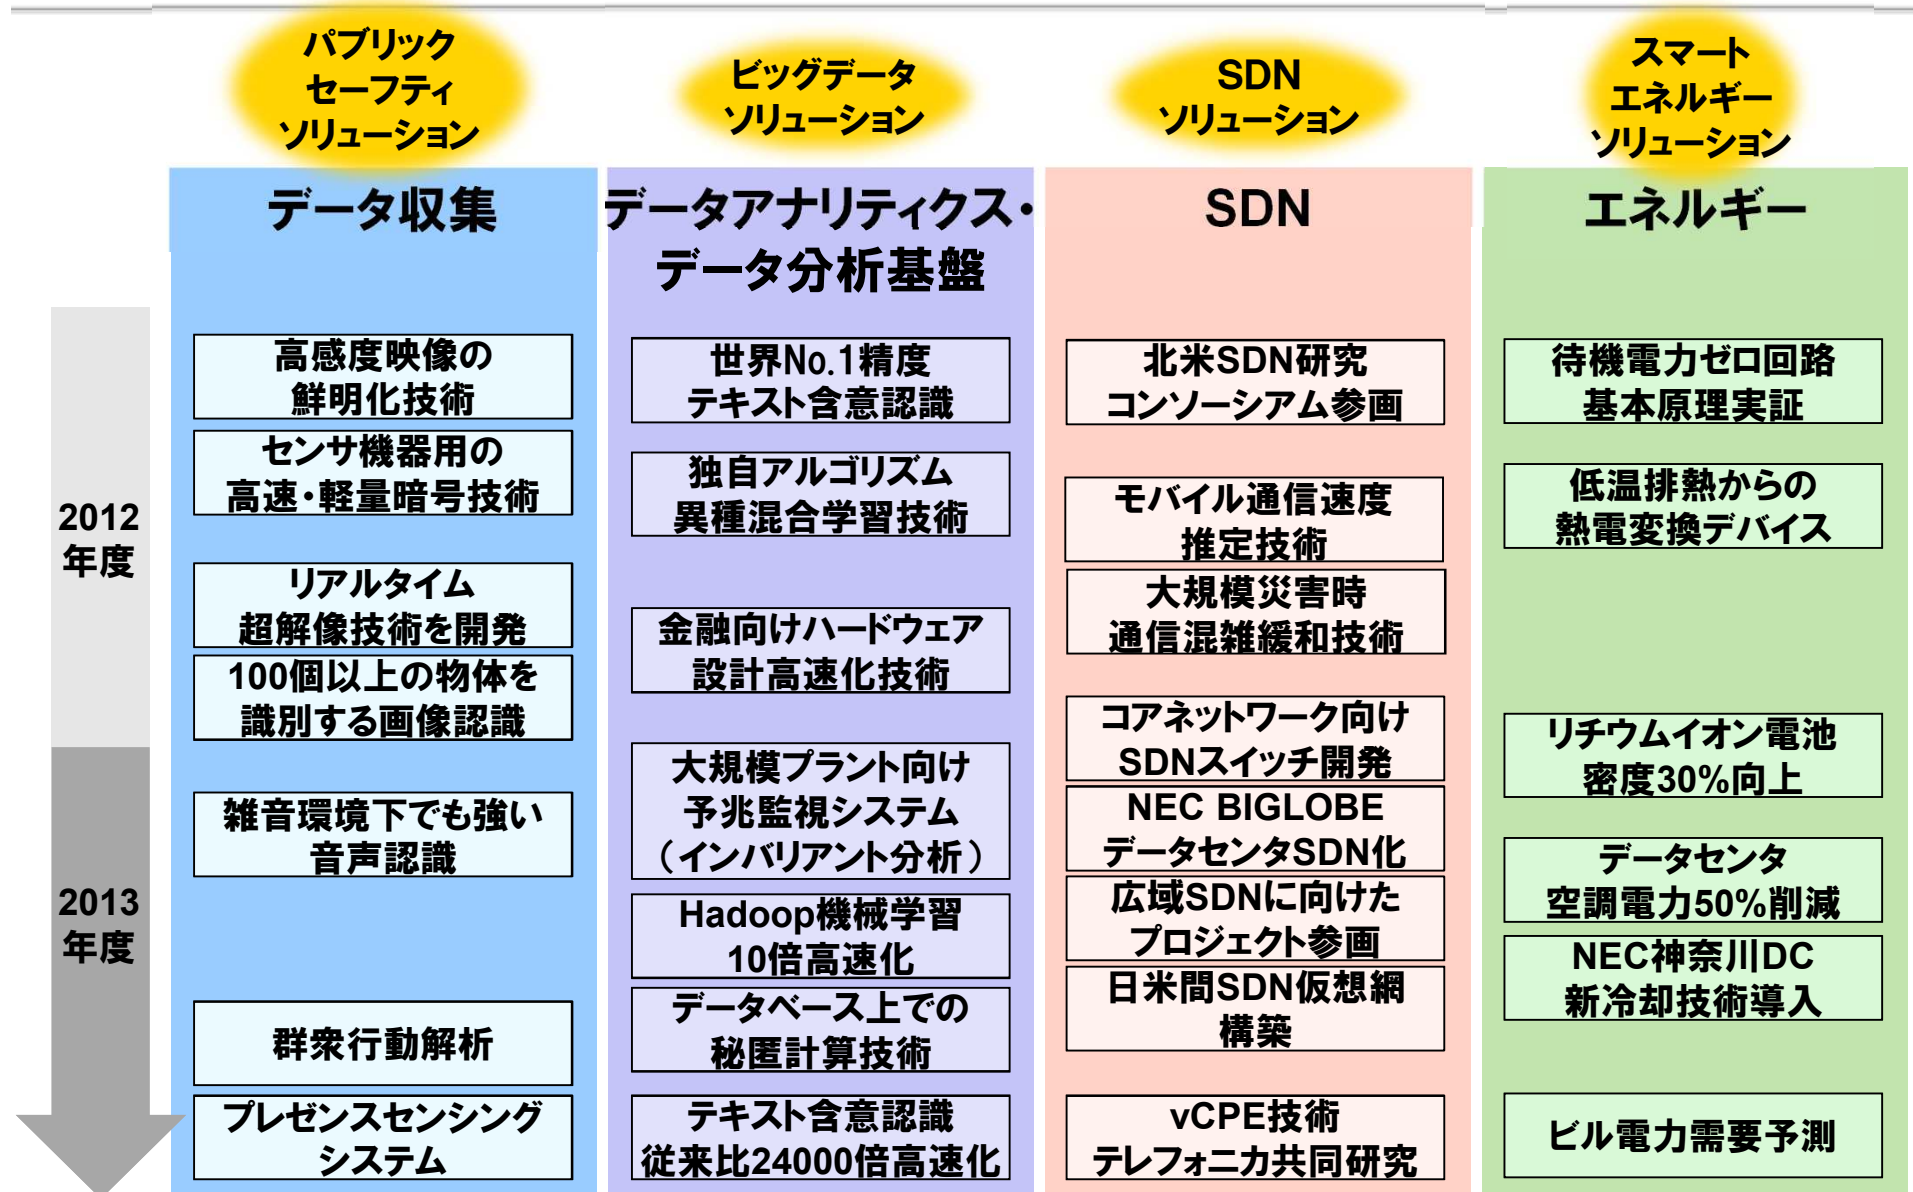 パブリック
セーフティ
ソリューション
ビッグデータ
ソリューション
SDN
ソリューション
スマート
エネルギー
ソリューション
データ収集
データアナリティクス・
データ分析基盤
SDN
エネルギー
2012
年度
2013
年度
高感度映像の
鮮明化技術
センサ機器用の
高速・軽量暗号技術
リアルタイム
超解像技術を開発
100個以上の物体を
識別する画像認識
雑音環境下でも強い
音声認識
群衆行動解析
プレゼンスセンシング
システム
世界No.1精度
テキスト含意認識
独自アルゴリズム
異種混合学習技術
金融向けハードウェア
設計高速化技術
大規模プラント向け
予兆監視システム
（インバリアント分析）
Hadoop機械学習
10倍高速化
データベース上での
秘匿計算技術
テキスト含意認識
従来比24000倍高速化
北米SDN研究
コンソーシアム参画
モバイル通信速度
推定技術
大規模災害時
通信混雑緩和技術
コアネットワーク向け
SDNスイッチ開発
NEC BIGLOBE
データセンタSDN化
広域SDNに向けた
プロジェクト参画
日米間SDN仮想網
構築
vCPE技術
テレフォニカ共同研究
待機電力ゼロ回路
基本原理実証
低温排熱からの
熱電変換デバイス
リチウムイオン電池
密度30%向上
データセンタ
空調電力50%削減
NEC神奈川DC
新冷却技術導入
ビル電力需要予測